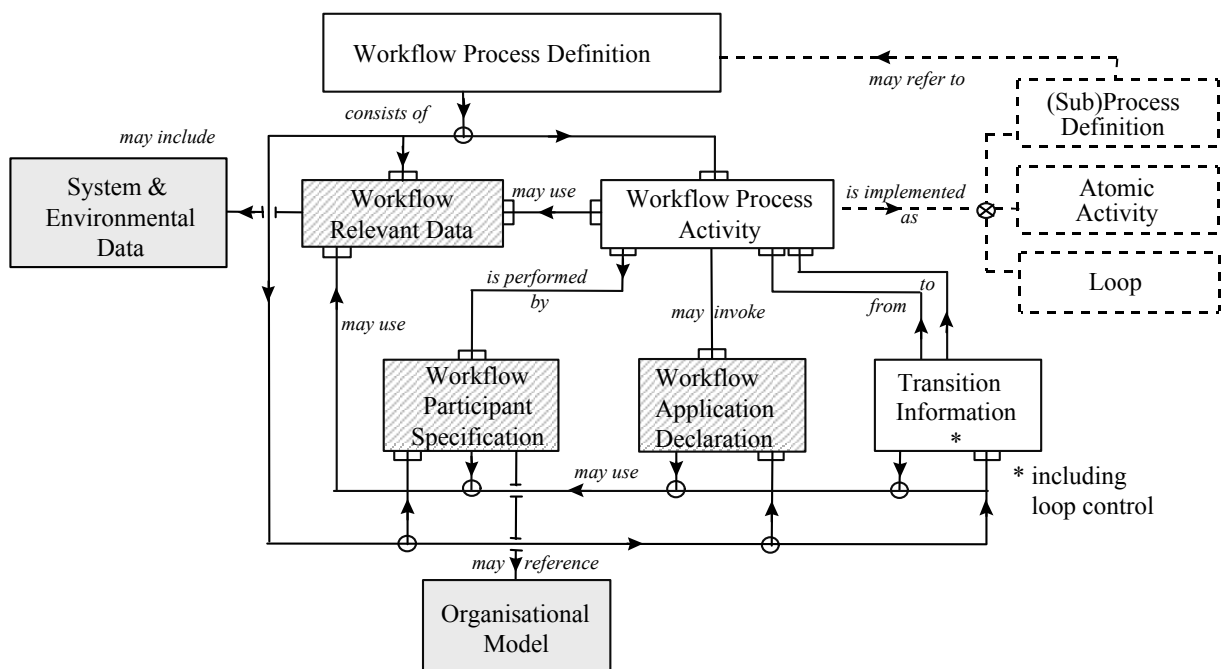 Workflow Process Definition
may refer to
consists of
(Sub)Process
Definition
may include
System &
Environmental
Data
Workflow
Relevant Data
may use
Workflow Process
Activity
is implemented
as
Atomic
Activity
Loop
is performed
by
may use
may invoke
to
from
Workflow
Participant
Specification
Workflow
Application
Declaration
Transition
Information
*
may use
* including
loop control
may reference
Organisational
Model